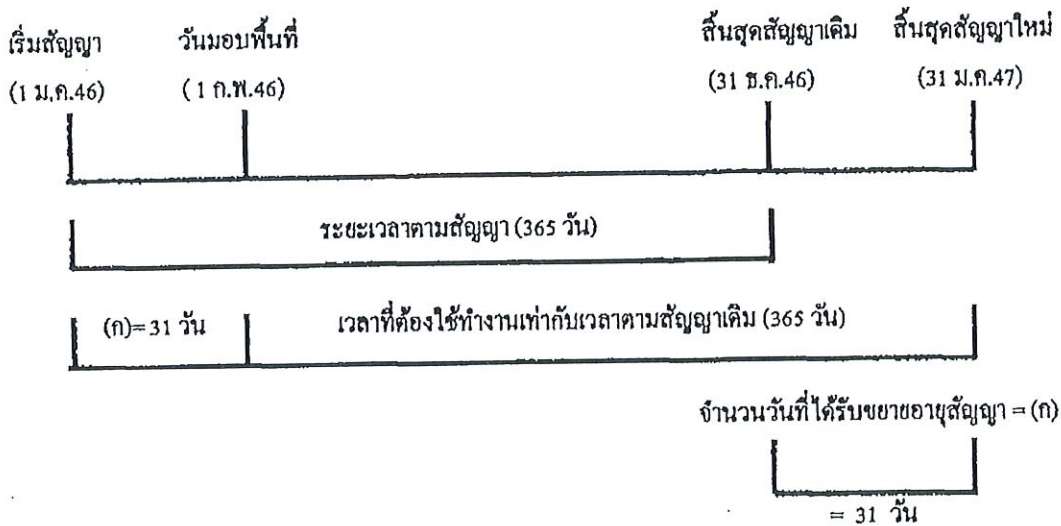 เริ่มสัญญา วันมอบพื้นที่ สิ้นสุดสัญญาเดิม สิ้นสุดสัญญาใหม่
(1 ม.ค.46) (1 ก.พ.46) (31 ธ.ค.46) (31 ม.ค.47)
ระยะเวลาตามสัญญา (365 วัน)
(ก)= 31 วัน เวลาที่ต้องใช้ทำงานเท่ากับเวลาตามสัญญาเดิม (365 วัน)
จำนวนวันที่ได้รับขยายอายุสัญญา = (ก)
= 31 วัน